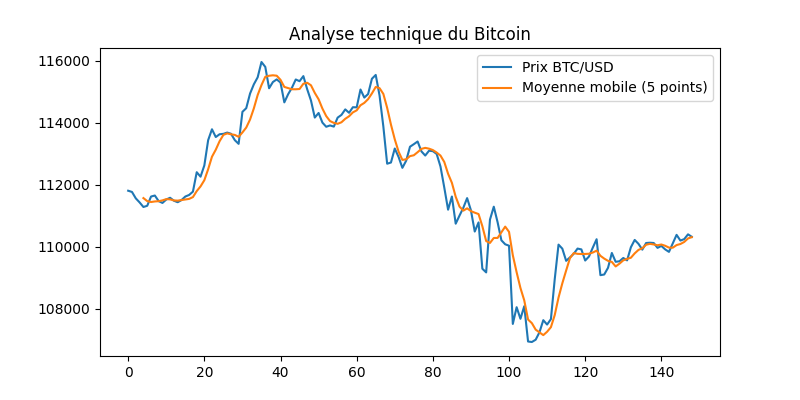 Analyse technique du Bitcoin
Prix BTC/USD
Moyenne mobile (5 points)
116000
114000
112000
110000
108000
0 20 40 60 80 100 120 140